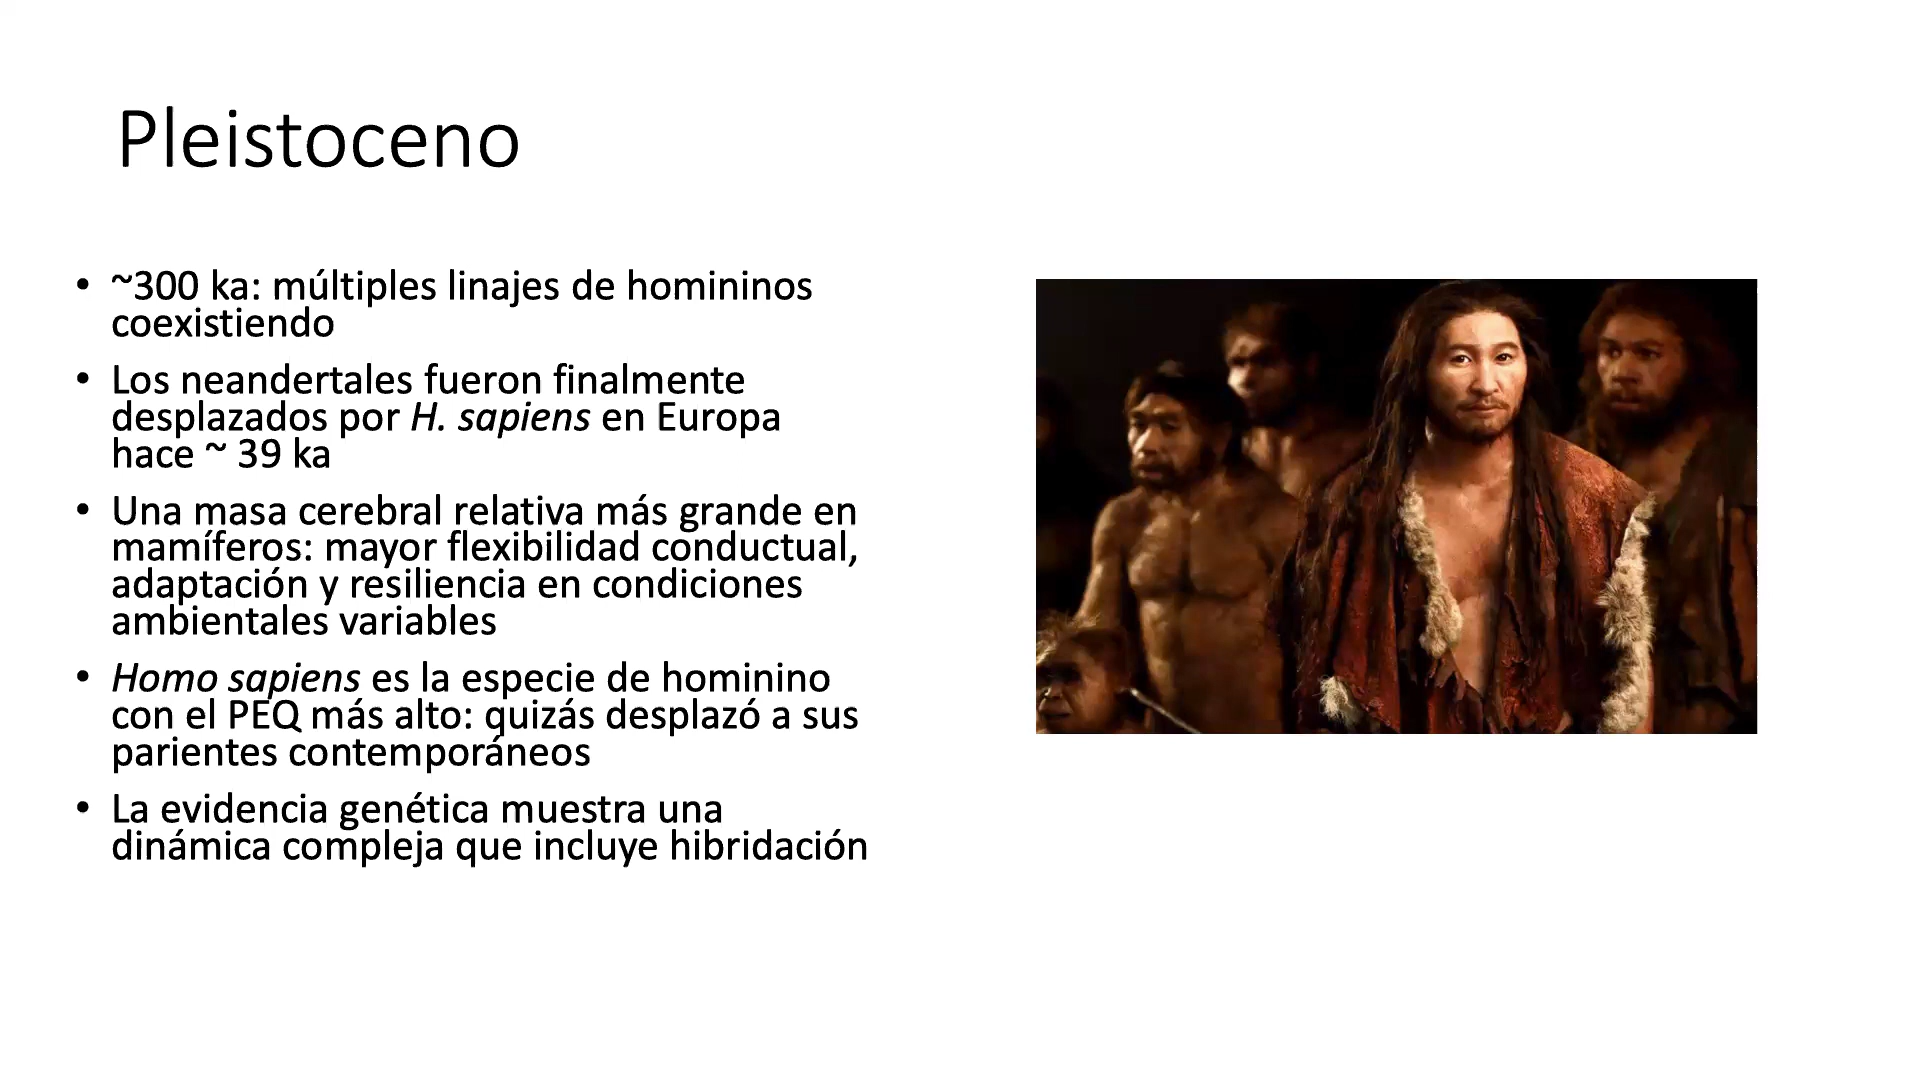 Pleistoceno
• ~300 ka: múltiples linajes de homininos
coexistiendo
• Los neandertales fueron finalmente
desplazados por H. sapiens en Europa
hace ~ 39 ka
• Una masa cerebral relativa más grande en
mamíferos: mayor flexibilidad conductual,
adaptación y resiliencia en condiciones
ambientales variables
• Homo sapiens es la especie de hominino
con el PEQ más alto: quizás desplazó a sus
parientes contemporáneos
• La evidencia genética muestra una
dinámica compleja que incluye hibridación